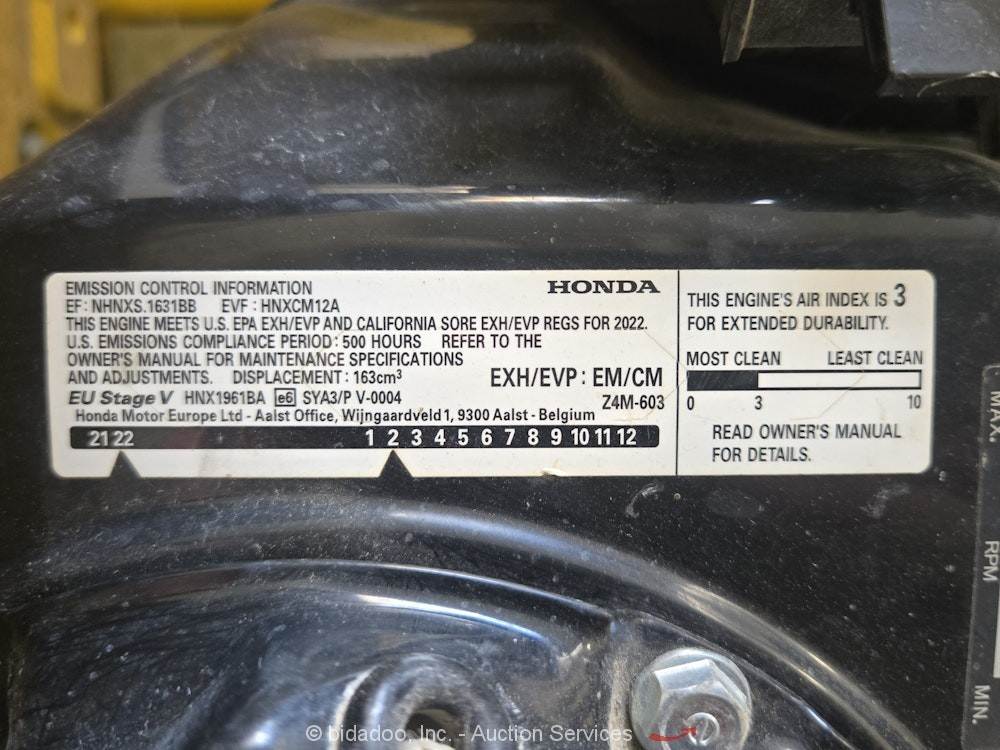 EMISSION CONTROL INFORMATION HONDA
EF: NHNXS.1631BB EVF: HNXCM12A
THIS ENGINE MEETS U.S. EPA EXH/EVP AND CALIFORNIA SORE EXH/EVP REGS FOR 2022.
U.S. EMISSIONS COMPLIANCE PERIOD: 500 HOURS REFER TO THE
OWNER'S MANUAL FOR MAINTENANCE SPECIFICATIONS
AND ADJUSTMENTS. DISPLACEMENT: 163cm³ EXH/EVP: EM/CM
EU Stage V HNX1961BA e6 SYA3/P V-0004 Z4M-603
Honda Motor Europe Ltd - Aalst Office, Wijngaardveld 1, 9300 Aalst - Belgium
21 22 1 2 3 4 5 6 7 8 9 10 11 12
THIS ENGINE'S AIR INDEX IS 3
FOR EXTENDED DURABILITY.
MOST CLEAN LEAST CLEAN
0 3 10
READ OWNER'S MANUAL
FOR DETAILS.
MAX.
RPM
MIN.
© bidadoo, Inc. - Auction Services